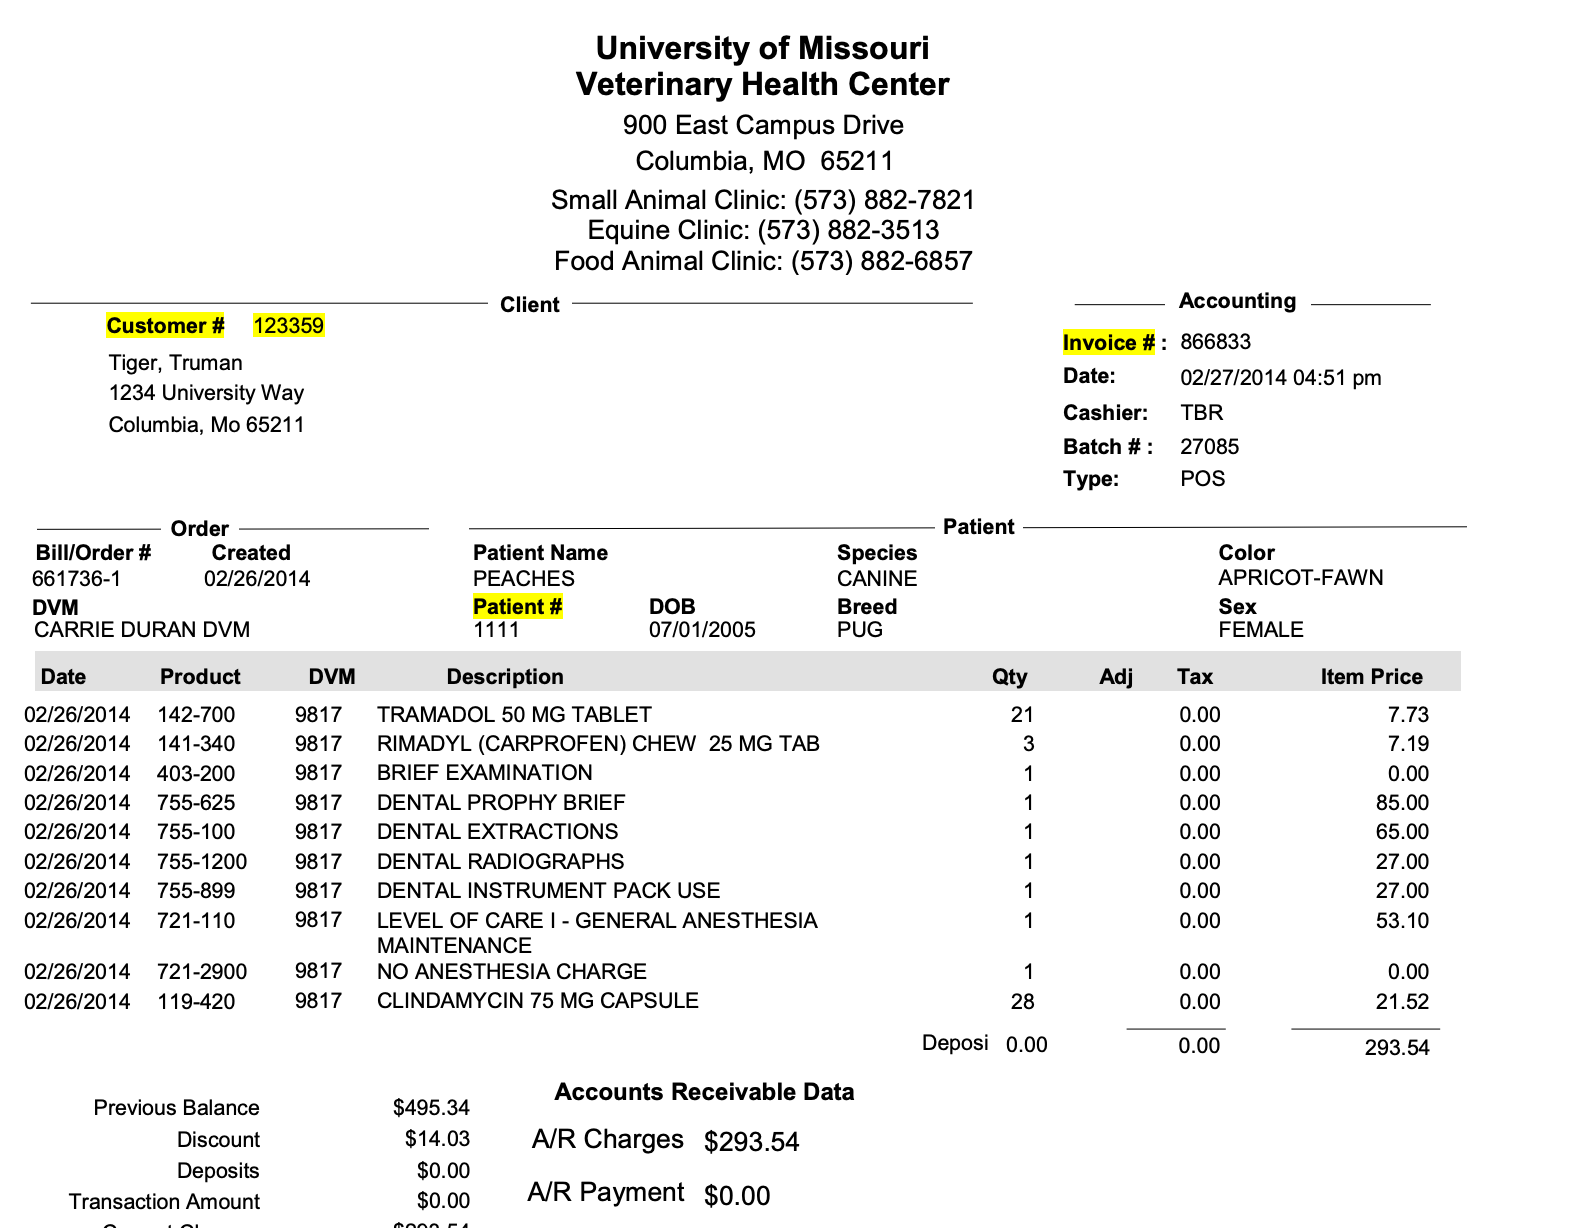 University of Missouri
Veterinary Health Center
900 East Campus Drive
Columbia, MO 65211
Small Animal Clinic: (573) 882-7821
Equine Clinic: (573) 882-3513
Food Animal Clinic: (573) 882-6857
Client
Customer # 123359
Tiger, Truman
1234 University Way
Columbia, Mo 65211
Accounting
Invoice # : 866833
Date: 02/27/2014 04:51 pm
Cashier: TBR
Batch # : 27085
Type: POS
Order
Bill/Order # Created
661736-1 02/26/2014
DVM
CARRIE DURAN DVM
Patient
Patient Name Species Color
PEACHES CANINE APRICOT-FAWN
Patient # DOB Breed Sex
1111 07/01/2005 PUG FEMALE
Date Product DVM Description Qty Adj Tax Item Price
02/26/2014 142-700 9817 TRAMADOL 50 MG TABLET 21 0.00 7.73
02/26/2014 141-340 9817 RIMADYL (CARPROFEN) CHEW 25 MG TAB 3 0.00 7.19
02/26/2014 403-200 9817 BRIEF EXAMINATION 1 0.00 0.00
02/26/2014 755-625 9817 DENTAL PROPHY BRIEF 1 0.00 85.00
02/26/2014 755-100 9817 DENTAL EXTRACTIONS 1 0.00 65.00
02/26/2014 755-1200 9817 DENTAL RADIOGRAPHS 1 0.00 27.00
02/26/2014 755-899 9817 DENTAL INSTRUMENT PACK USE 1 0.00 27.00
02/26/2014 721-110 9817 LEVEL OF CARE I - GENERAL ANESTHESIA 1 0.00 53.10
MAINTENANCE
02/26/2014 721-2900 9817 NO ANESTHESIA CHARGE 1 0.00 0.00
02/26/2014 119-420 9817 CLINDAMYCIN 75 MG CAPSULE 28 0.00 21.52
Deposi 0.00 0.00 293.54
Previous Balance $495.34
Discount $14.03
Deposits $0.00
Transaction Amount $0.00
Accounts Receivable Data
A/R Charges $293.54
A/R Payment $0.00